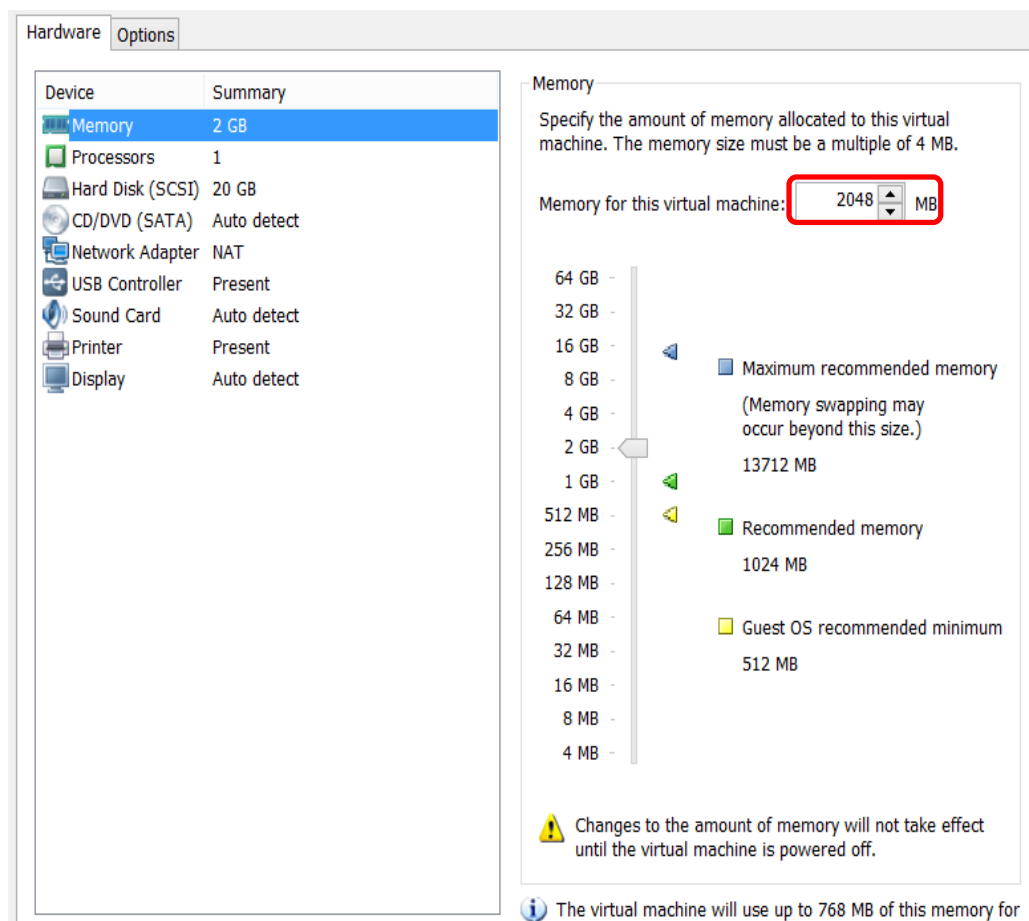 Hardware Options
Device Summary
Memory 2 GB
Processors 1
Hard Disk (SCSI) 20 GB
CD/DVD (SATA) Auto detect
Network Adapter NAT
USB Controller Present
Sound Card Auto detect
Printer Present
Display Auto detect
Memory
Specify the amount of memory allocated to this virtual
machine. The memory size must be a multiple of 4 MB.
Memory for this virtual machine: 2048 MB
64 GB
32 GB
16 GB
8 GB
4 GB
2 GB
1 GB
512 MB
256 MB
128 MB
64 MB
32 MB
16 MB
8 MB
4 MB
Maximum recommended memory
(Memory swapping may
occur beyond this size.)
13712 MB
Recommended memory
1024 MB
Guest OS recommended minimum
512 MB
Changes to the amount of memory will not take effect
until the virtual machine is powered off.
The virtual machine will use up to 768 MB of this memory for